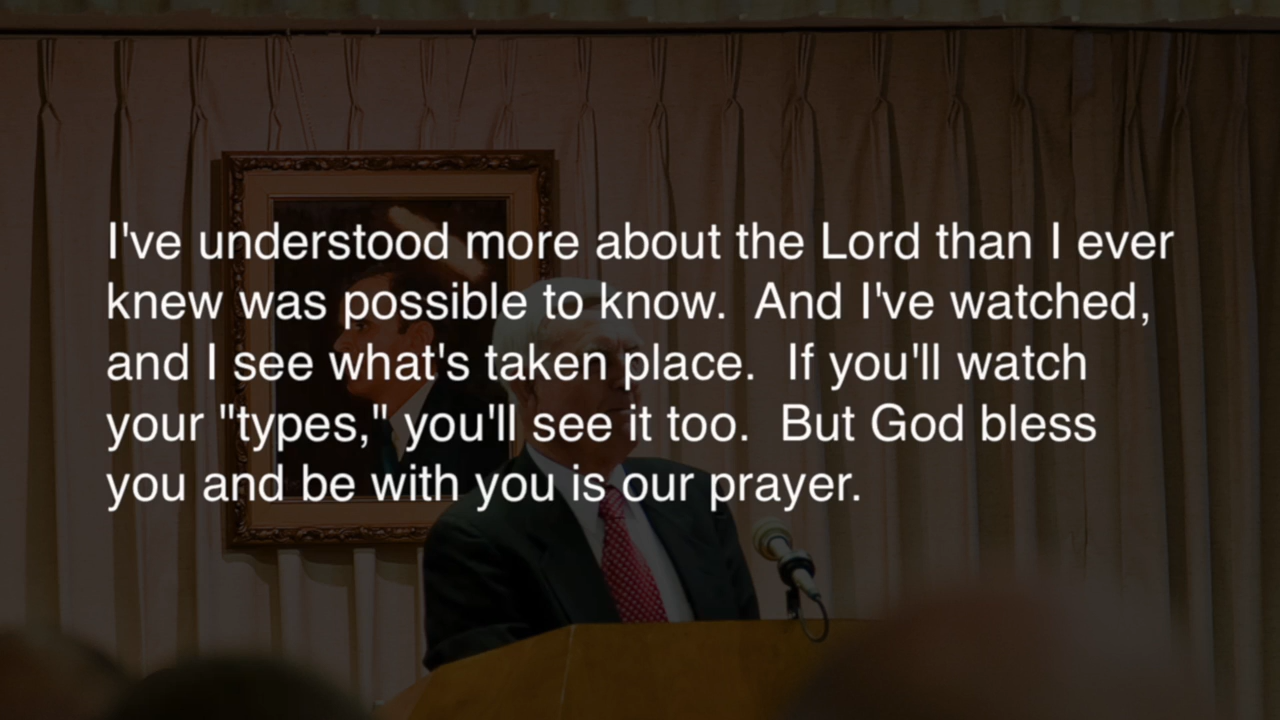 I've understood more about the Lord than I ever
knew was possible to know.  And I've watched,
and I see what's taken place.  If you'll watch
your "types," you'll see it too.  But God bless
you and be with you is our prayer.